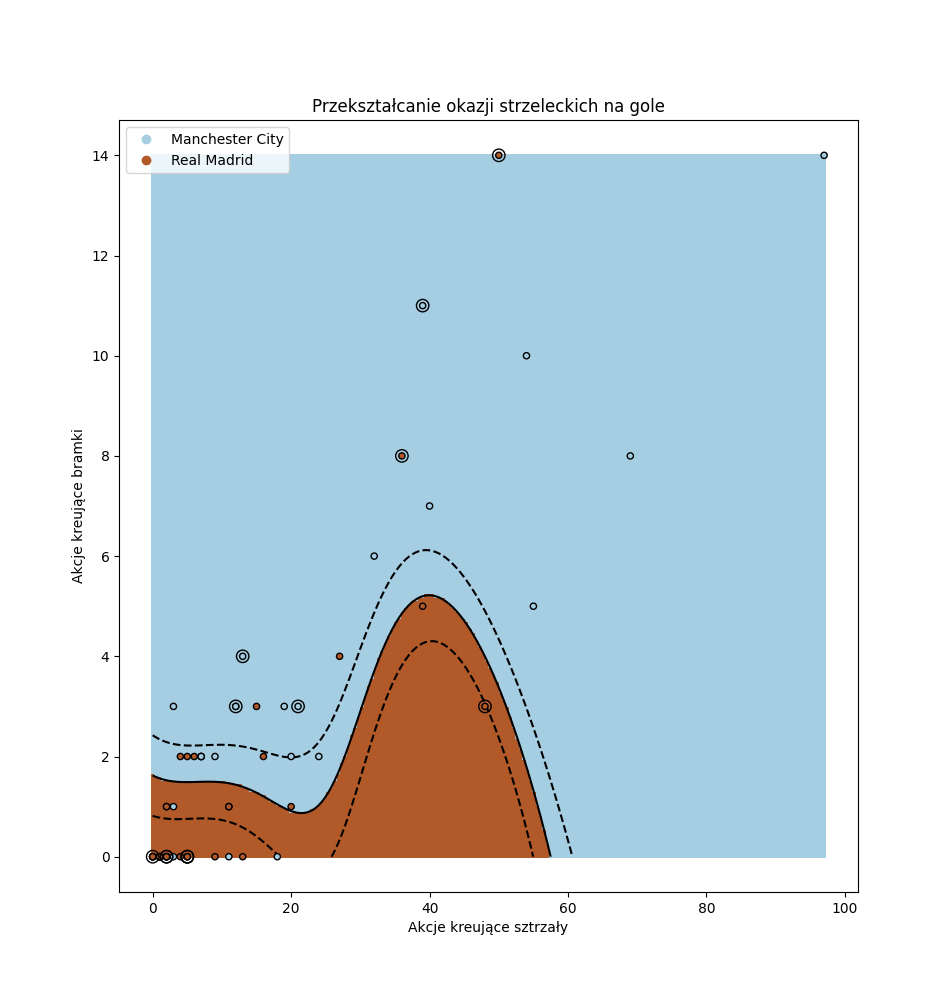 Przekształcanie okazji strzeleckich na gole
Manchester City
Real Madrid
14
12
10
8
6
4
2
0
Akcje kreujące bramki
0 20 40 60 80 100
Akcje kreujące sztrzały